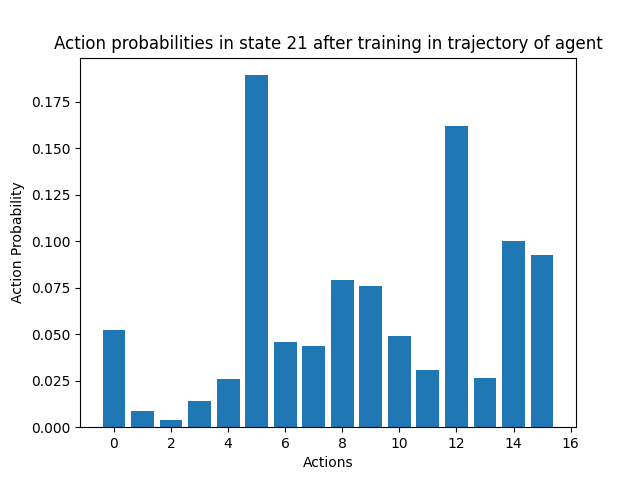 Action probabilities in state 21 after training in trajectory of agent
0.175
0.150
0.125
0.100
0.075
0.050
0.025
0.000
Action Probability
0 2 4 6 8 10 12 14 16
Actions